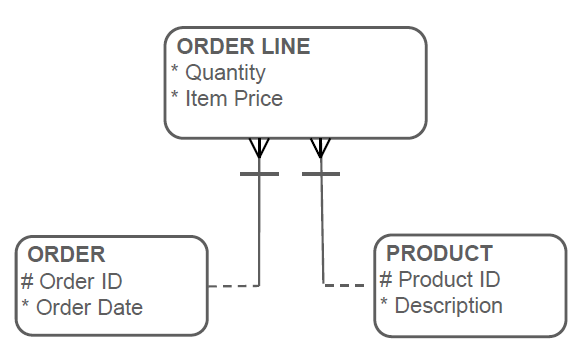 ORDER LINE
* Quantity
* Item Price
ORDER
# Order ID
* Order Date
PRODUCT
# Product ID
* Description